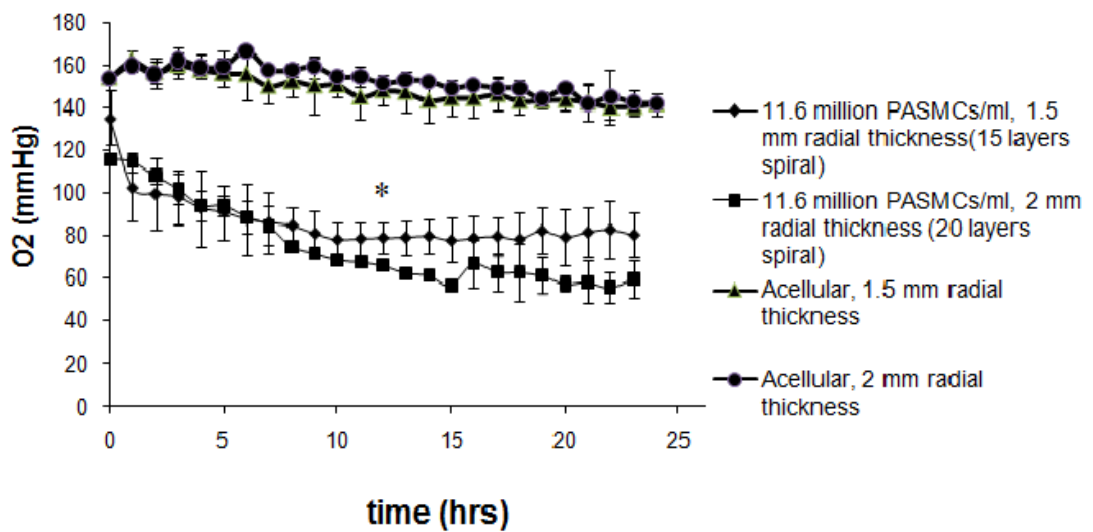 180
160
140
120
100
80
60
40
20
0
O2 (mmHg)
*
0 5 10 15 20 25
time (hrs)
11.6 million PASMCs/ml, 1.5
mm radial thickness(15 layers
spiral)
11.6 million PASMCs/ml, 2 mm
radial thickness (20 layers
spiral)
Acellular, 1.5 mm radial
thickness
Acellular, 2 mm radial
thickness